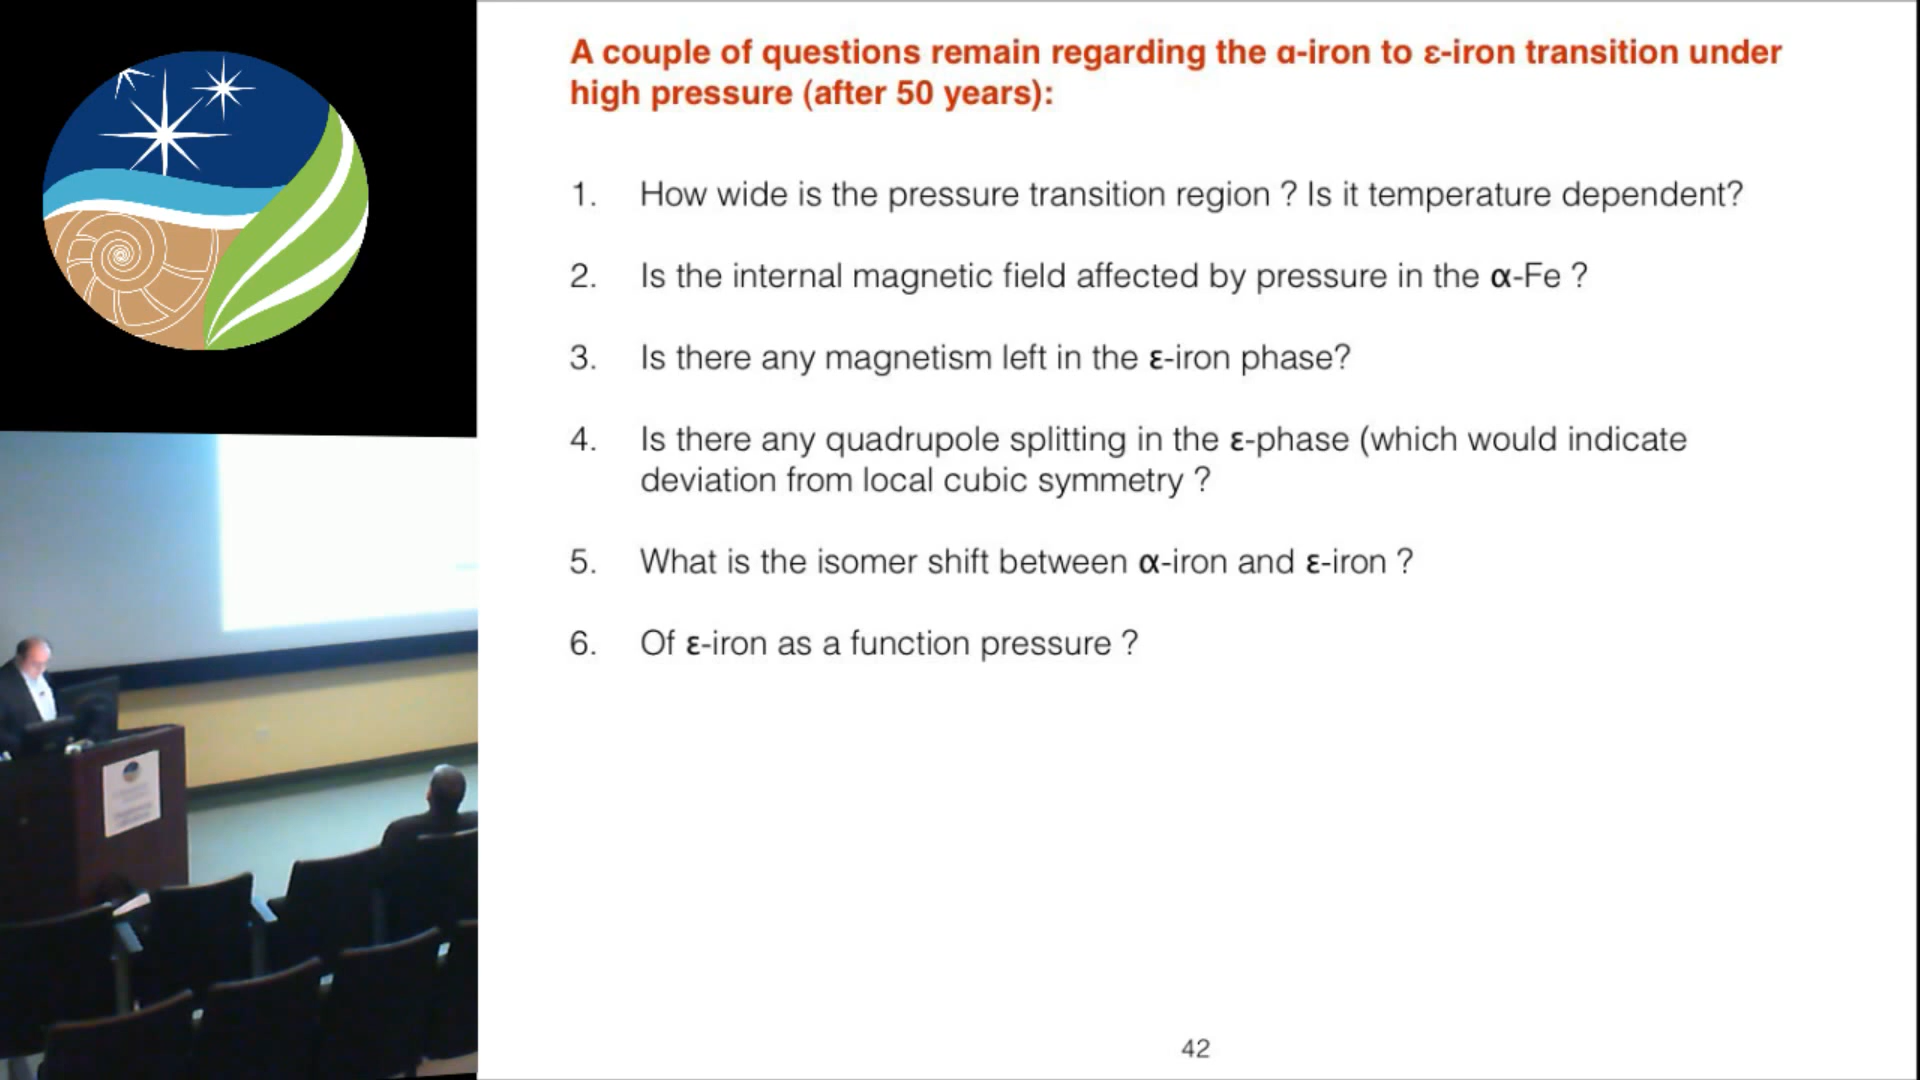 A couple of questions remain regarding the α-iron to ε-iron transition under
high pressure (after 50 years):
1. How wide is the pressure transition region ? Is it temperature dependent?
2. Is the internal magnetic field affected by pressure in the α-Fe ?
3. Is there any magnetism left in the ε-iron phase?
4. Is there any quadrupole splitting in the ε-phase (which would indicate
deviation from local cubic symmetry ?
5. What is the isomer shift between α-iron and ε-iron ?
6. Of ε-iron as a function pressure ?
42